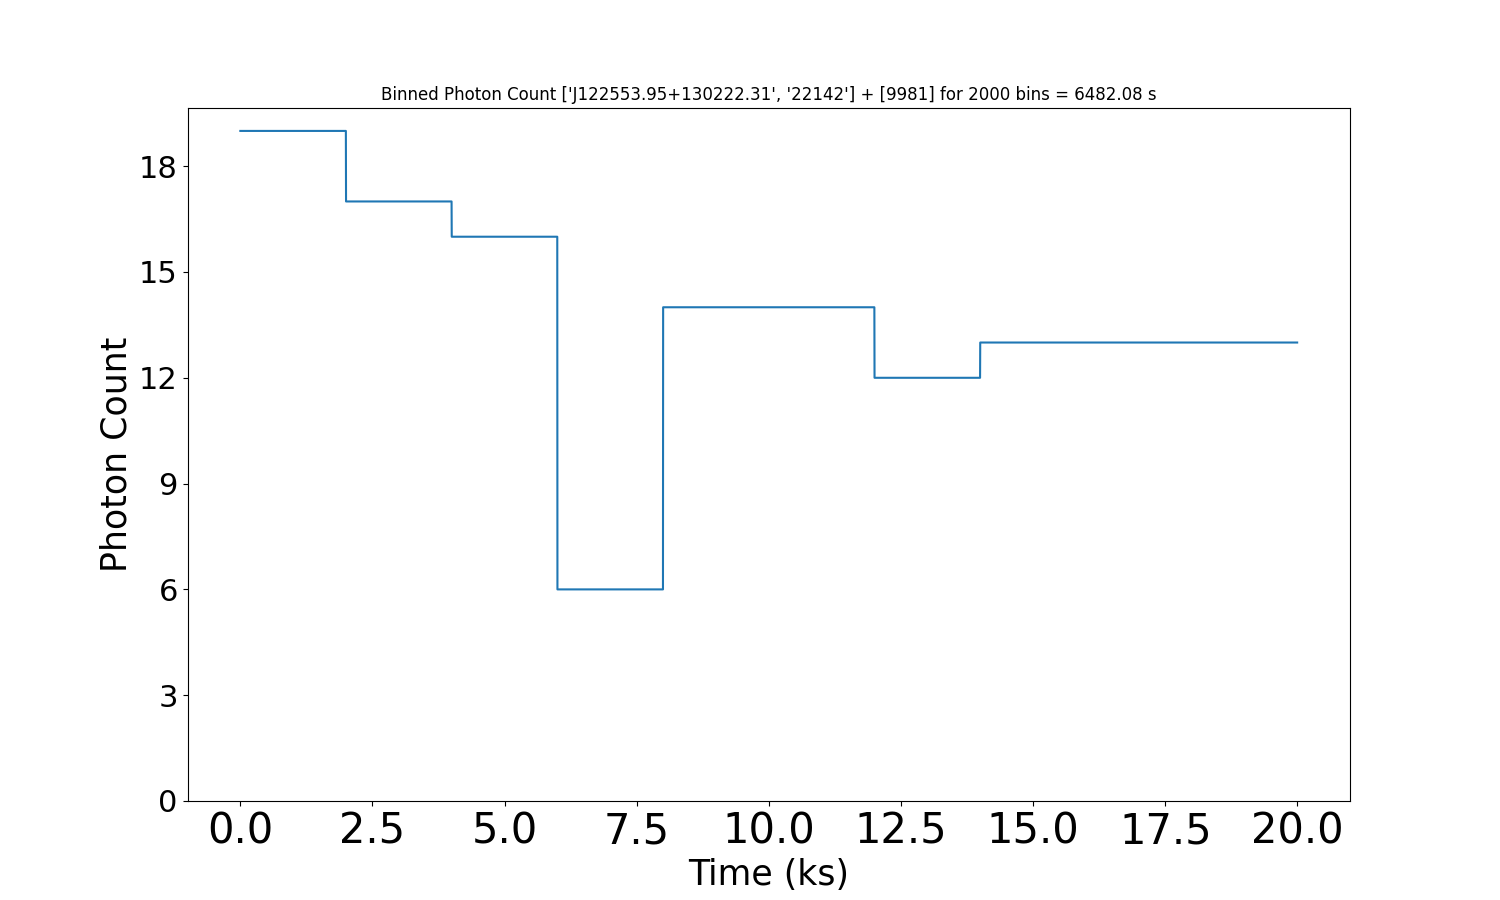 Binned Photon Count ['J122553.95+130222.31', '22142'] + [9981] for 2000 bins = 6482.08 s
18
15
12
9
6
3
0
Photon Count
0.0 2.5 5.0 7.5 10.0 12.5 15.0 17.5 20.0
Time (ks)